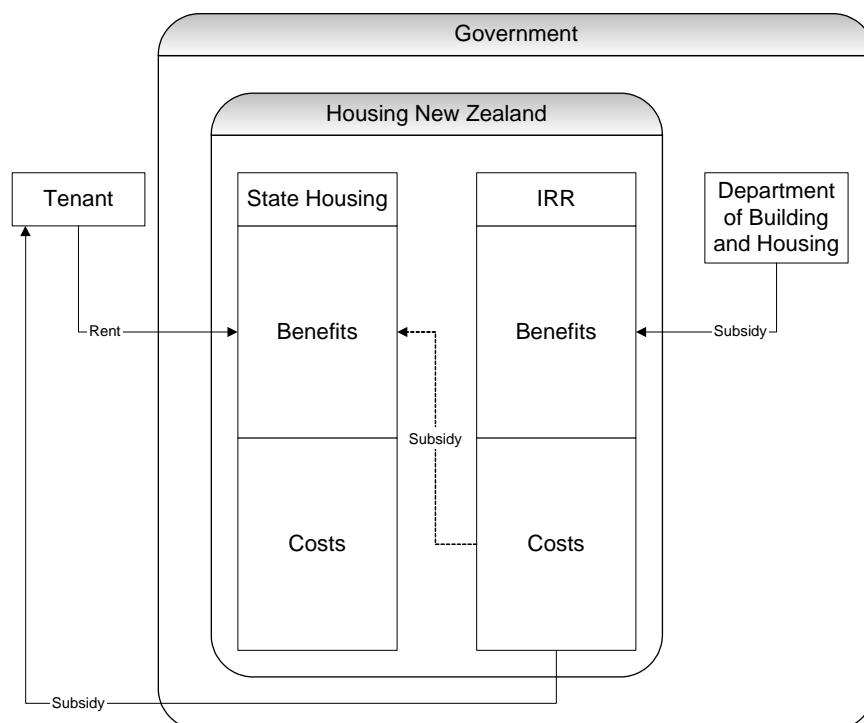 Government
Housing New Zealand
Tenant
State Housing
IRR
Department
of Building
and Housing
Rent
Benefits
Benefits
Subsidy
Subsidy
Costs
Costs
Subsidy